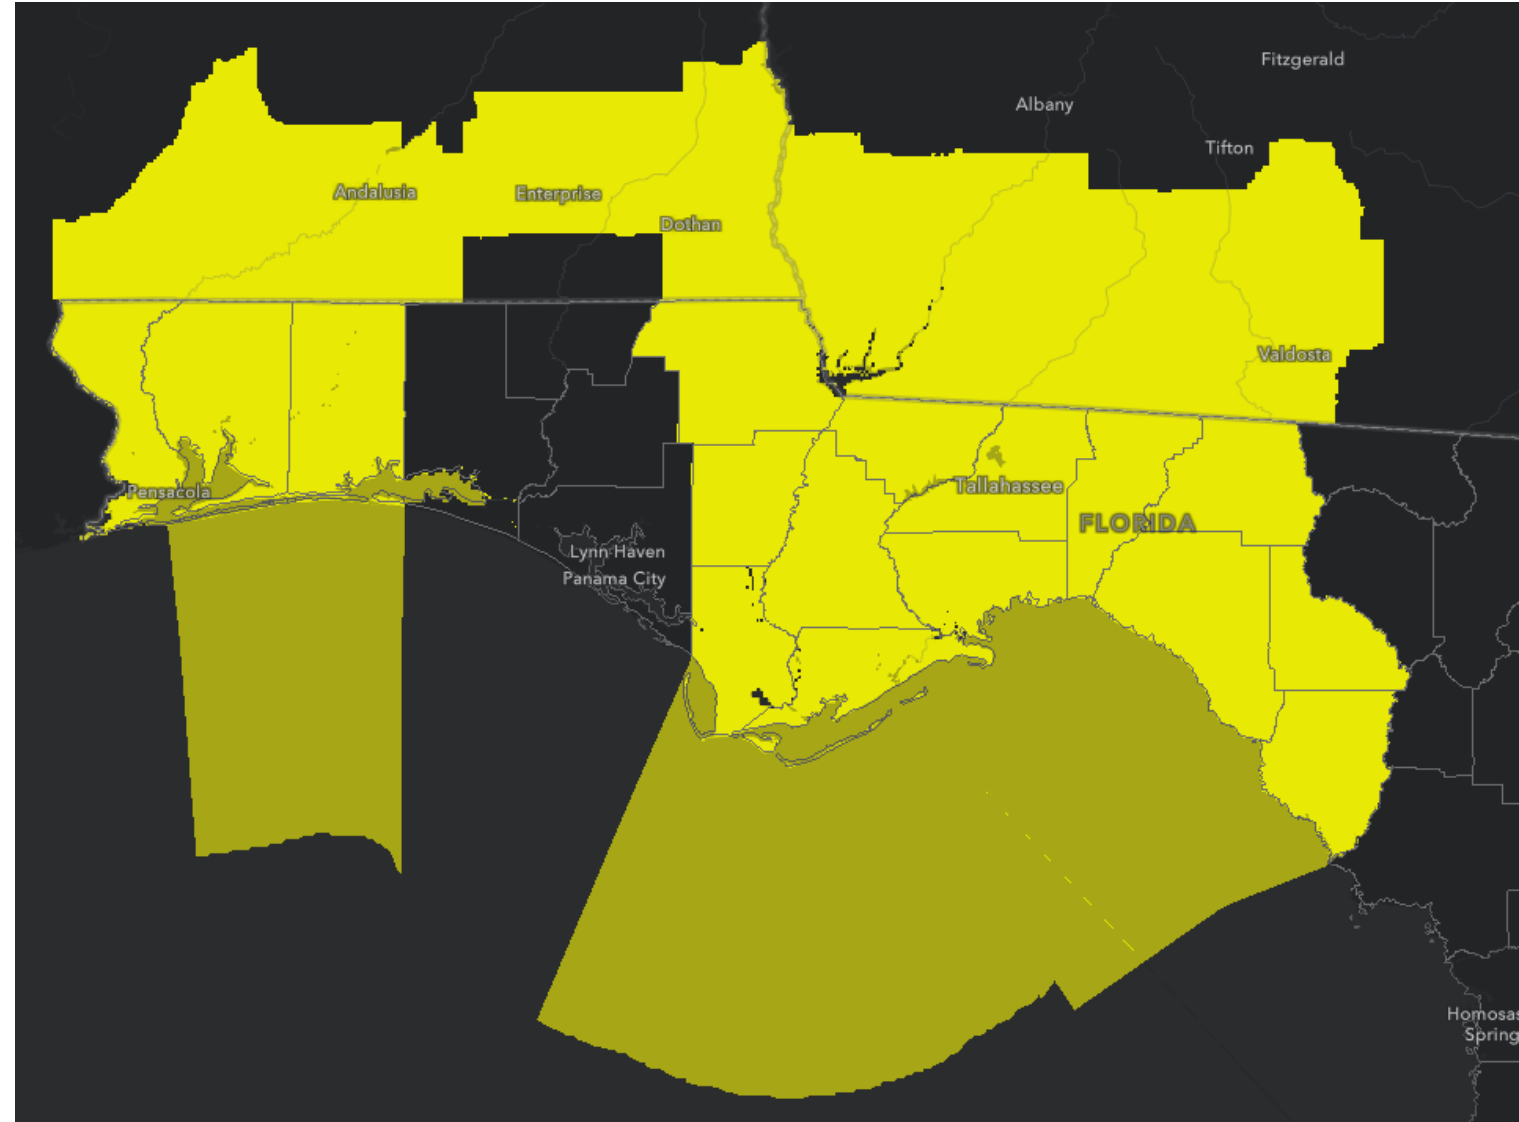 Fitzgerald
Albany
Tifton
Andalusia
Enterprise
Dothan
Valdosta
Pensacola
Tallahassee
FLORIDA
Lynn Haven
Panama City
Homosas
Spring